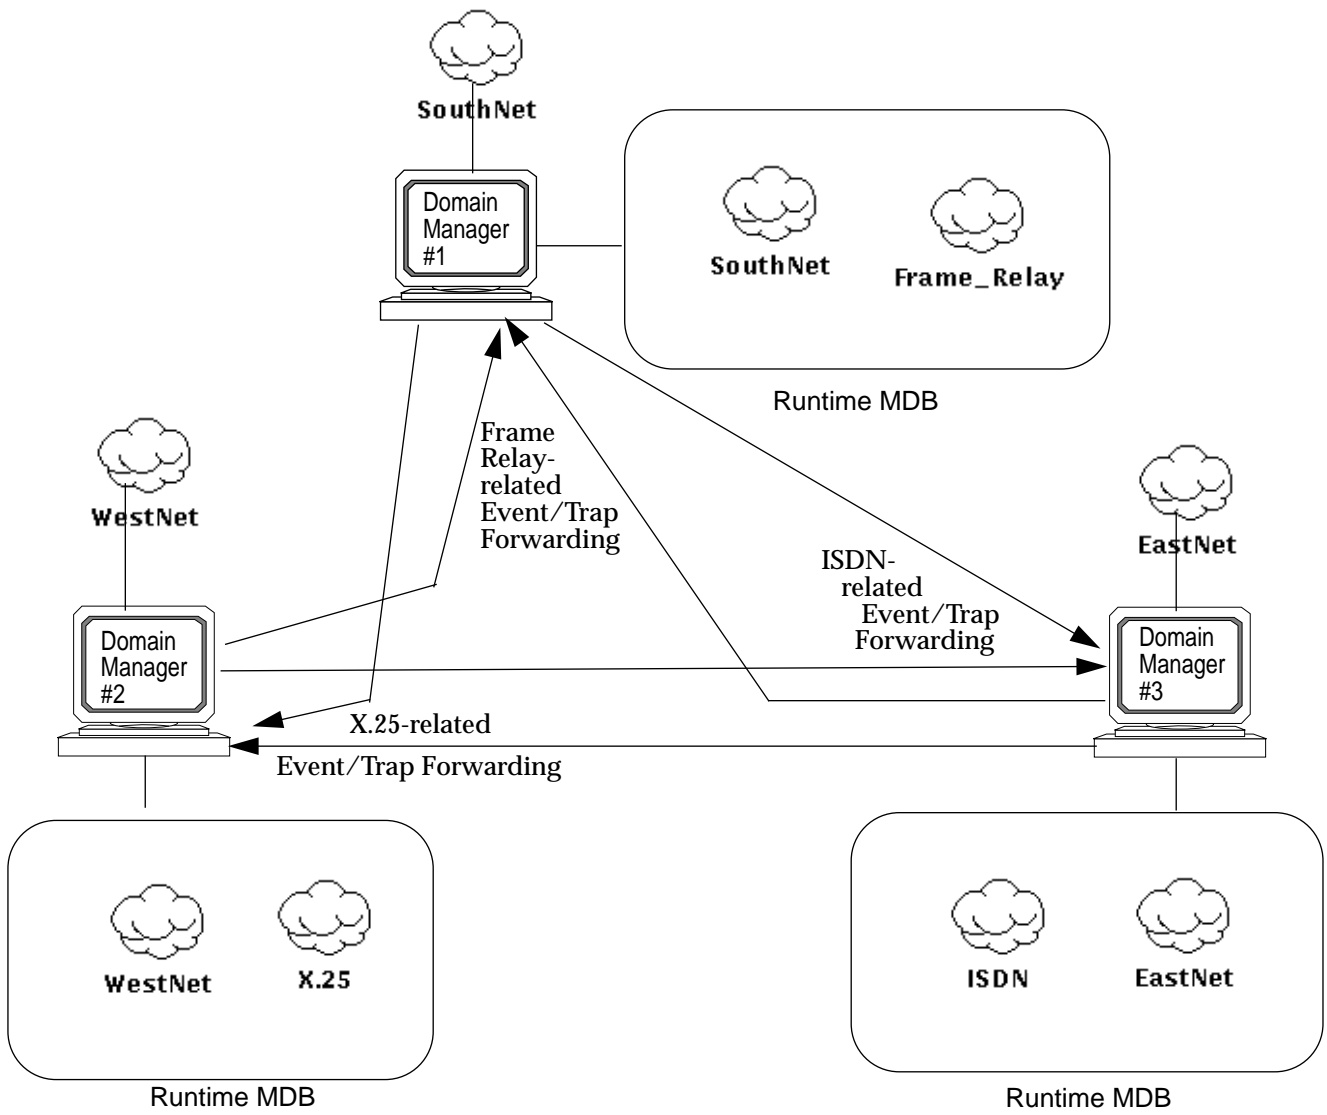 SouthNet
Domain
Manager
#1
SouthNet
Frame_Relay
Runtime MDB
Frame
Relay-
related
Event/Trap
Forwarding
WestNet
EastNet
ISDN-
related
Event/Trap
Forwarding
Domain
Manager
#2
Domain
Manager
#3
X.25-related
Event/Trap Forwarding
WestNet
X.25
Runtime MDB
ISDN
EastNet
Runtime MDB